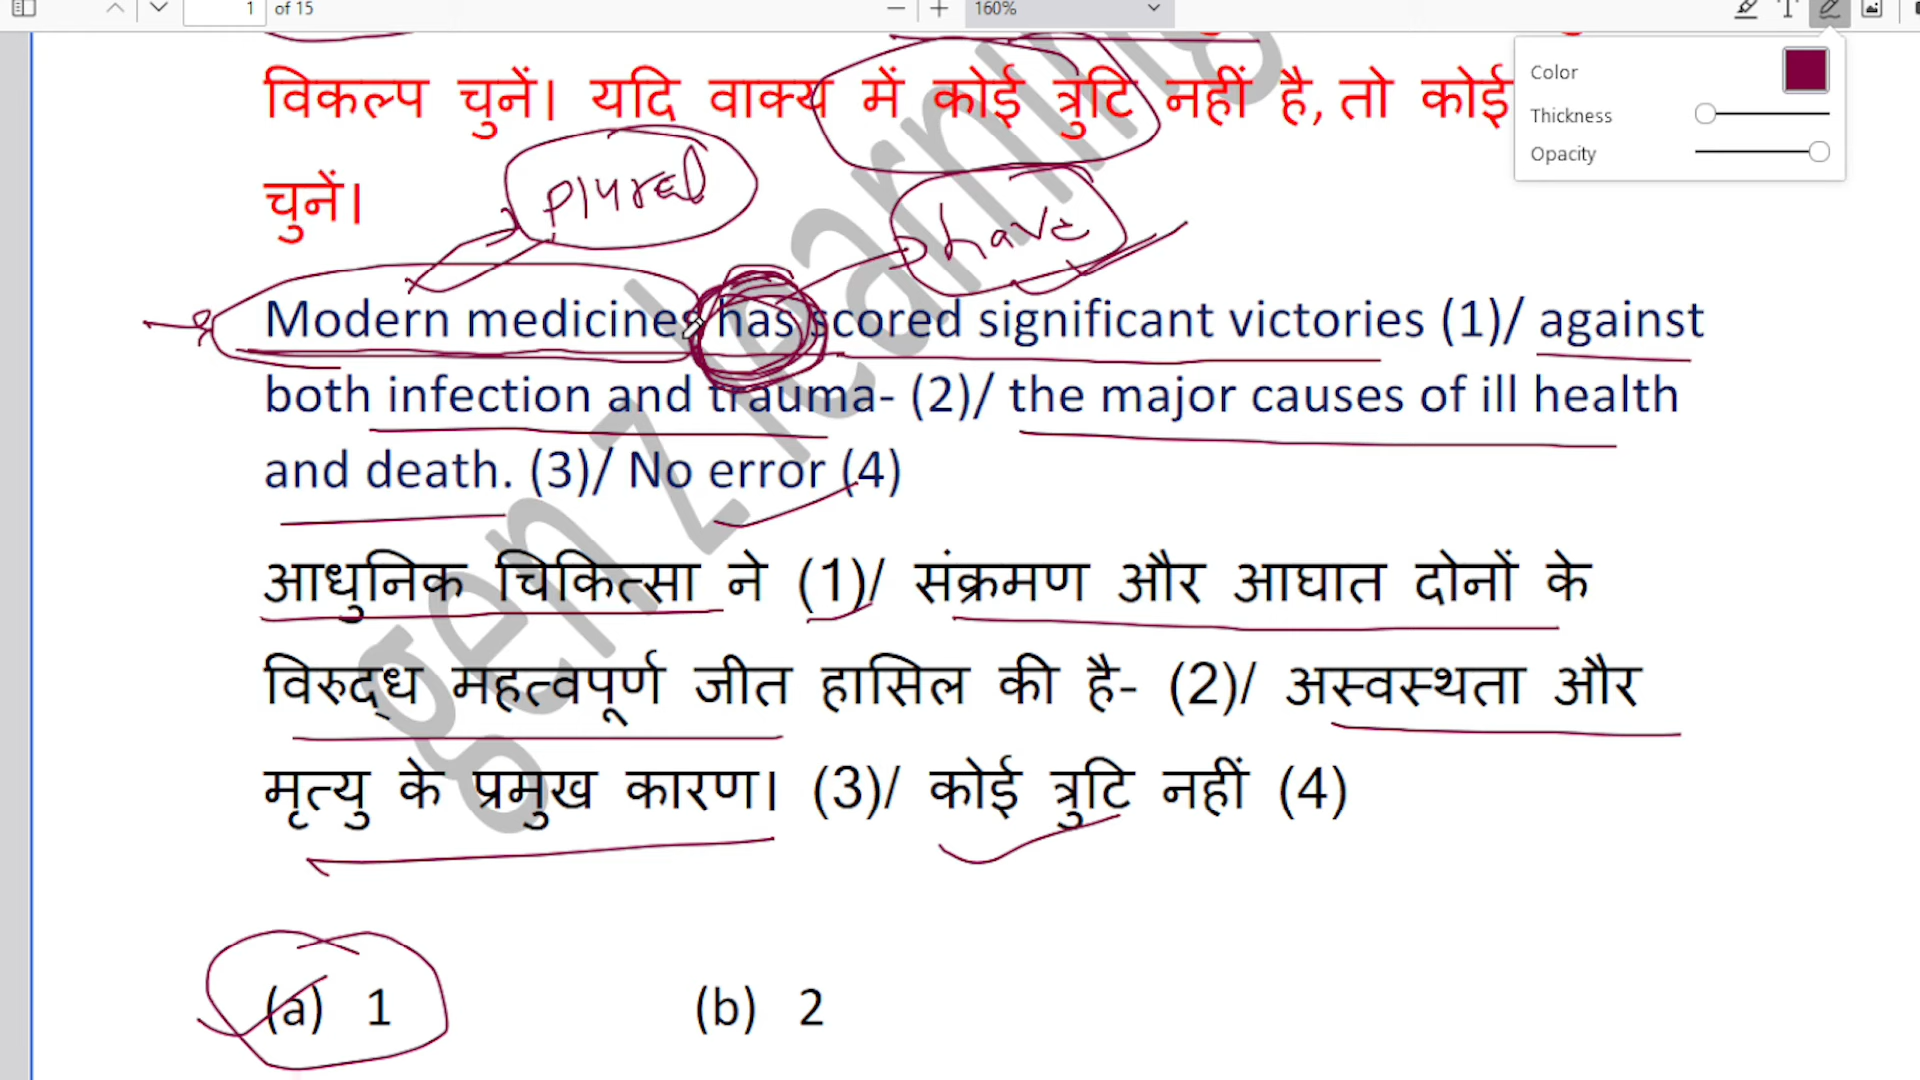 1 of 15 160%
Color
Thickness
Opacity
विकल्प चुनें। यदि वाक्य में कोई त्रुटि नहीं है, तो कोई
चुनें।
plural
have
Modern medicines has scored significant victories (1)/ against
both infection and trauma- (2)/ the major causes of ill health
and death. (3)/ No error (4)
आधुनिक चिकित्सा ने (1)/ संक्रमण और आघात दोनों के
विरुद्ध महत्वपूर्ण जीत हासिल की है- (2)/ अस्वस्थता और
मृत्यु के प्रमुख कारण। (3)/ कोई त्रुटि नहीं (4)
(a) 1 (b) 2
gen z learning